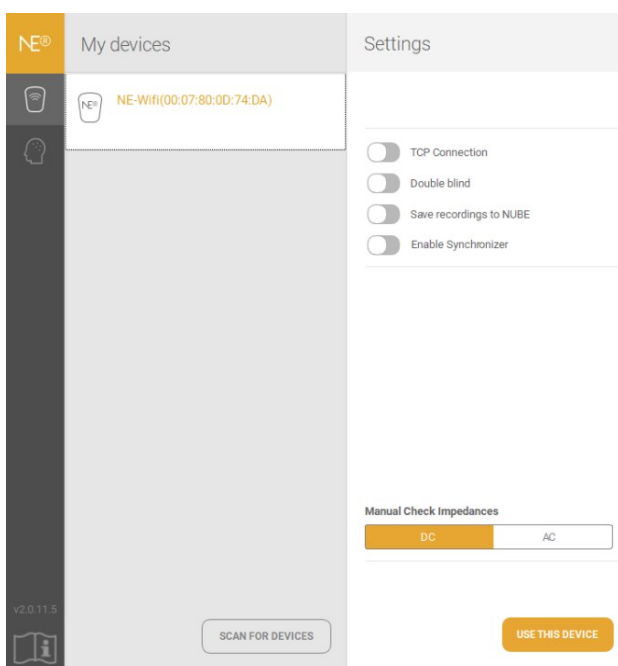 NE®
My devices
Settings
NE®
NE-Wifi(00:07:80:0D:74:DA)
TCP Connection
Double blind
Save recordings to NUBE
Enable Synchronizer
Manual Check Impedances
DC
AC
v2.0.11.5
i
SCAN FOR DEVICES
USE THIS DEVICE